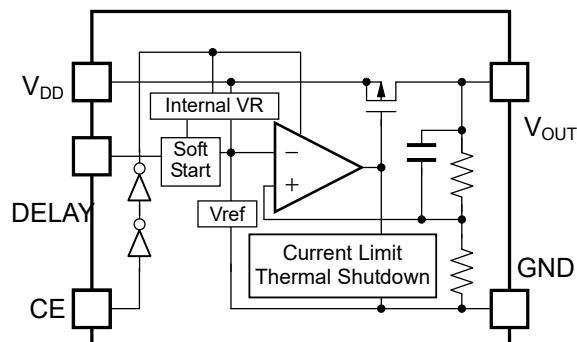 V_DD
Internal VR
V_OUT
Soft
Start
−
+
DELAY
Vref
Current Limit
Thermal Shutdown
GND
CE